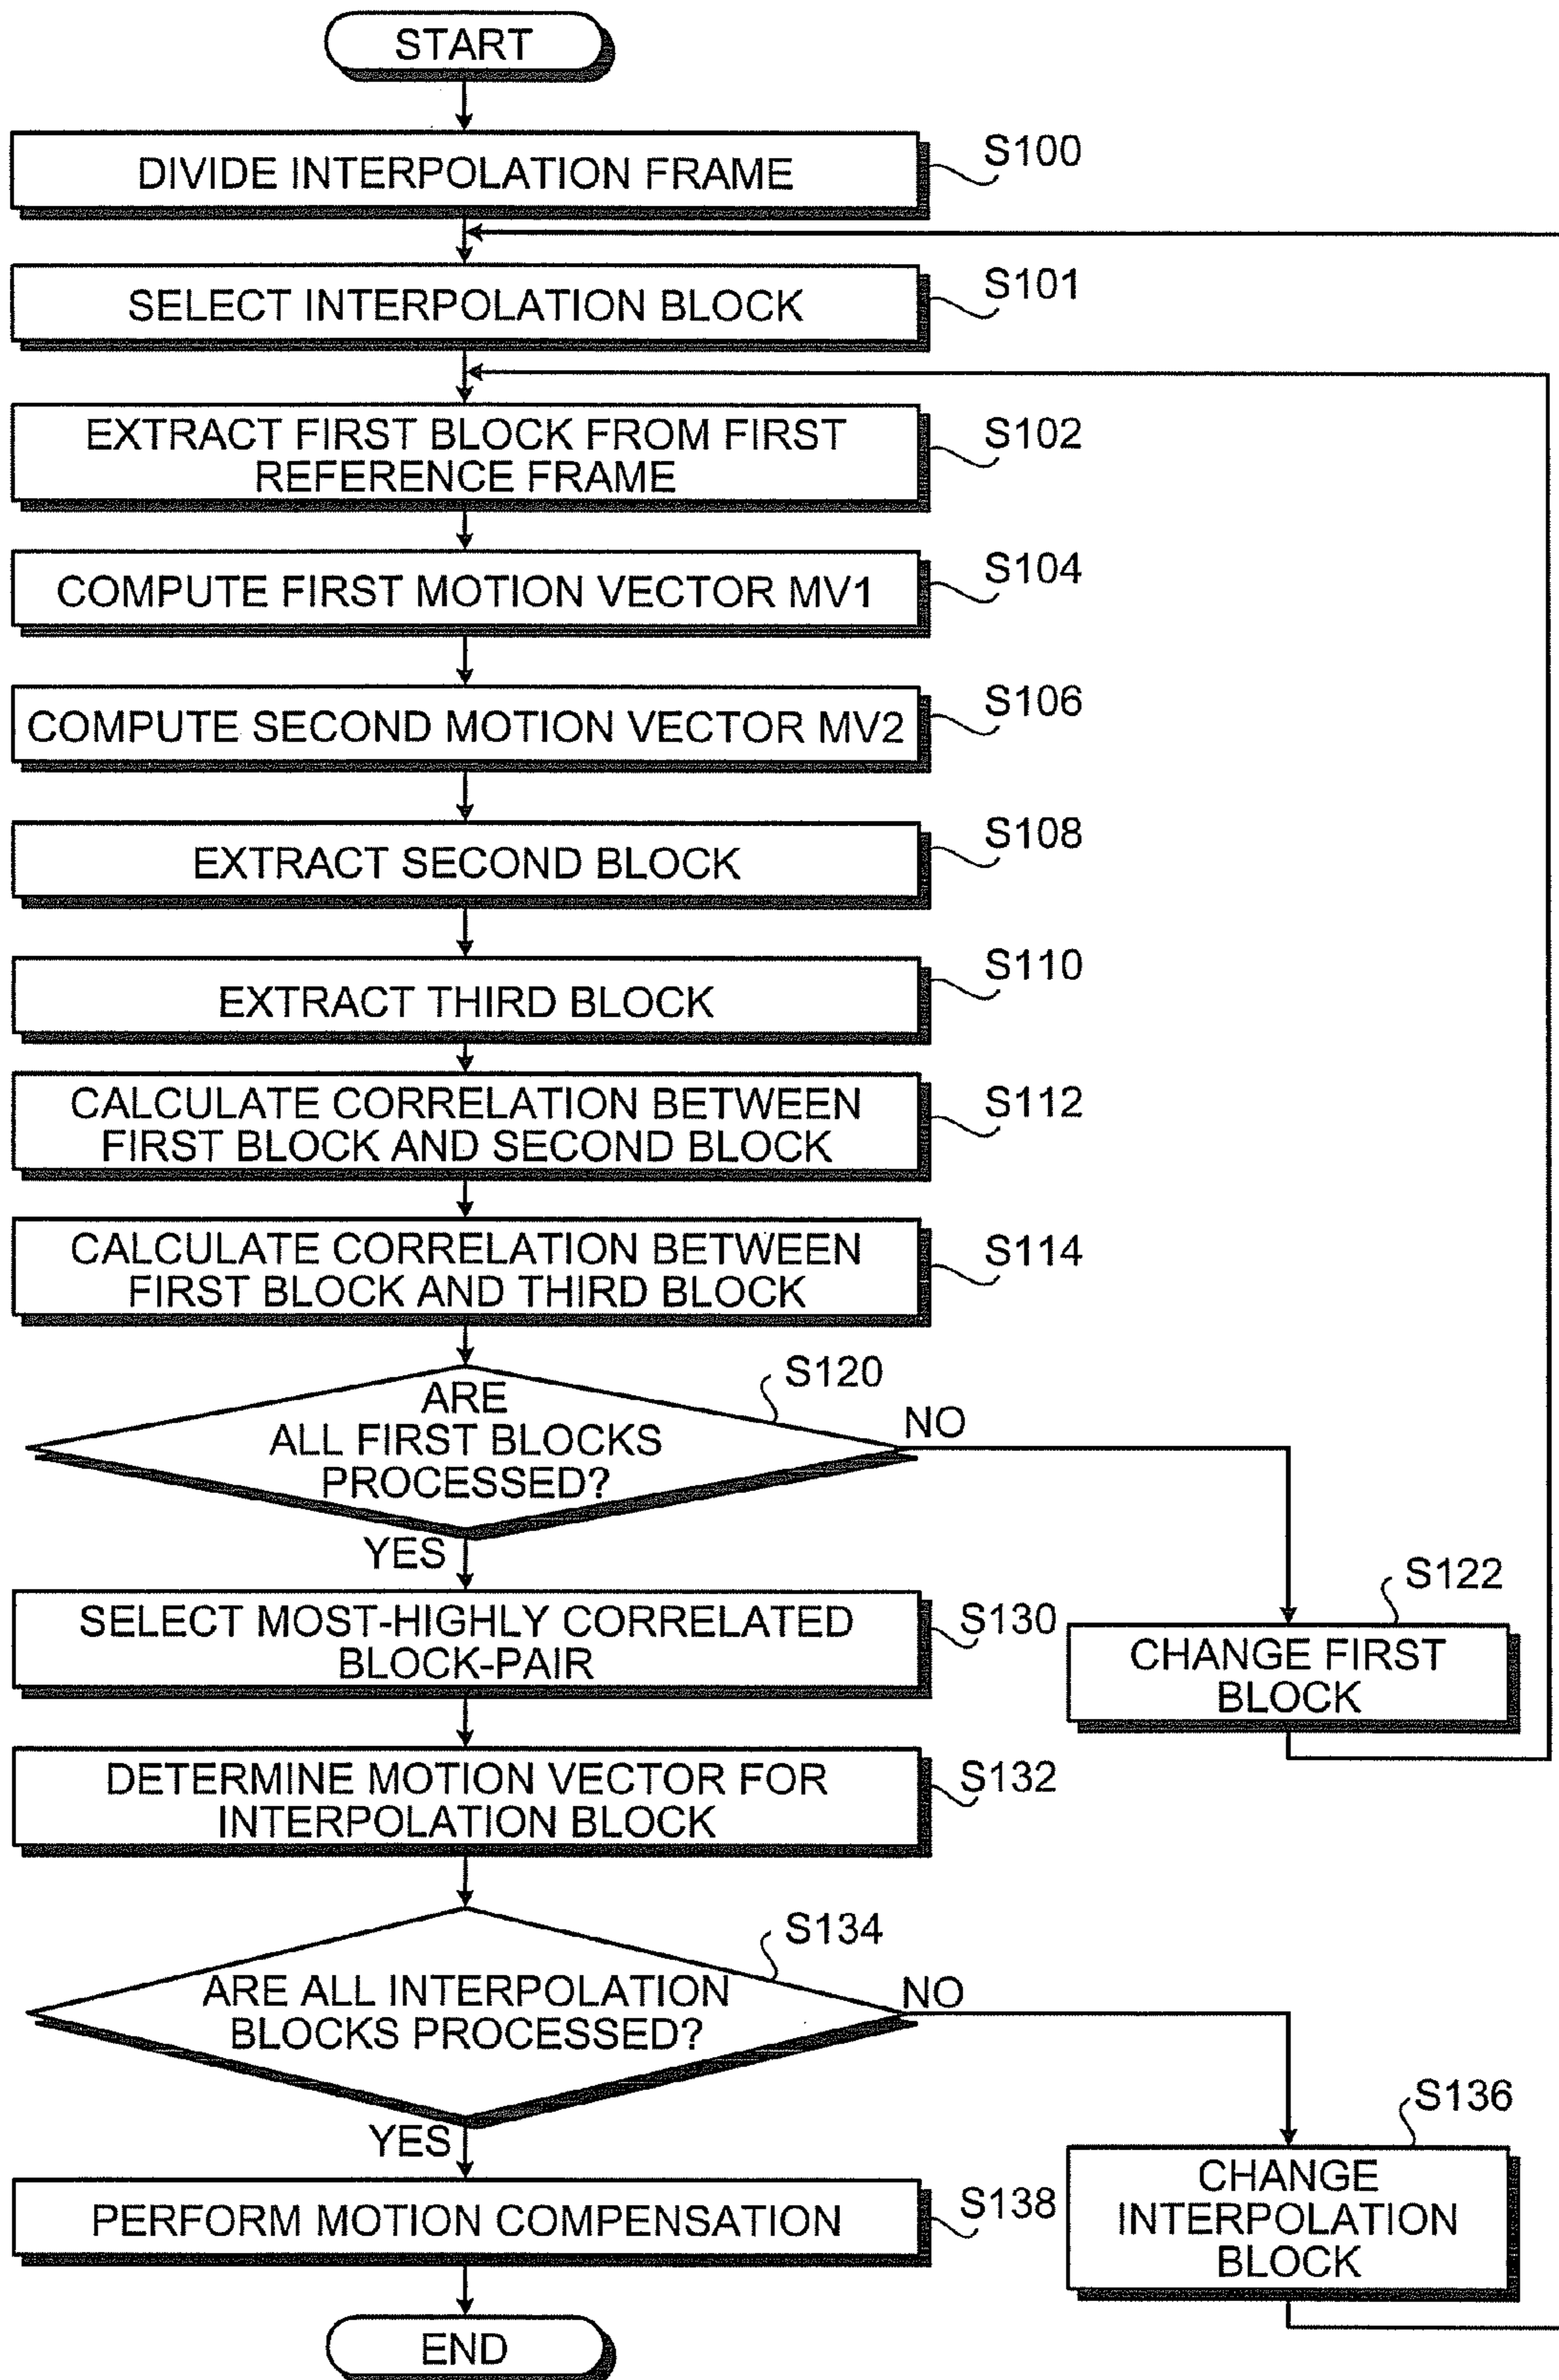 START
DIVIDE INTERPOLATION FRAME
S100
SELECT INTERPOLATION BLOCK
S101
EXTRACT FIRST BLOCK FROM FIRST
REFERENCE FRAME
S102
COMPUTE FIRST MOTION VECTOR MV1
S104
COMPUTE SECOND MOTION VECTOR MV2
S106
EXTRACT SECOND BLOCK
S108
EXTRACT THIRD BLOCK
S110
CALCULATE CORRELATION BETWEEN
FIRST BLOCK AND SECOND BLOCK
S112
CALCULATE CORRELATION BETWEEN
FIRST BLOCK AND THIRD BLOCK
S114
ARE
ALL FIRST BLOCKS
PROCESSED?
S120
NO
YES
S122
CHANGE FIRST
BLOCK
SELECT MOST-HIGHLY CORRELATED
BLOCK-PAIR
S130
DETERMINE MOTION VECTOR FOR
INTERPOLATION BLOCK
S132
ARE ALL INTERPOLATION
BLOCKS PROCESSED?
S134
NO
YES
S136
CHANGE
INTERPOLATION
BLOCK
PERFORM MOTION COMPENSATION
S138
END